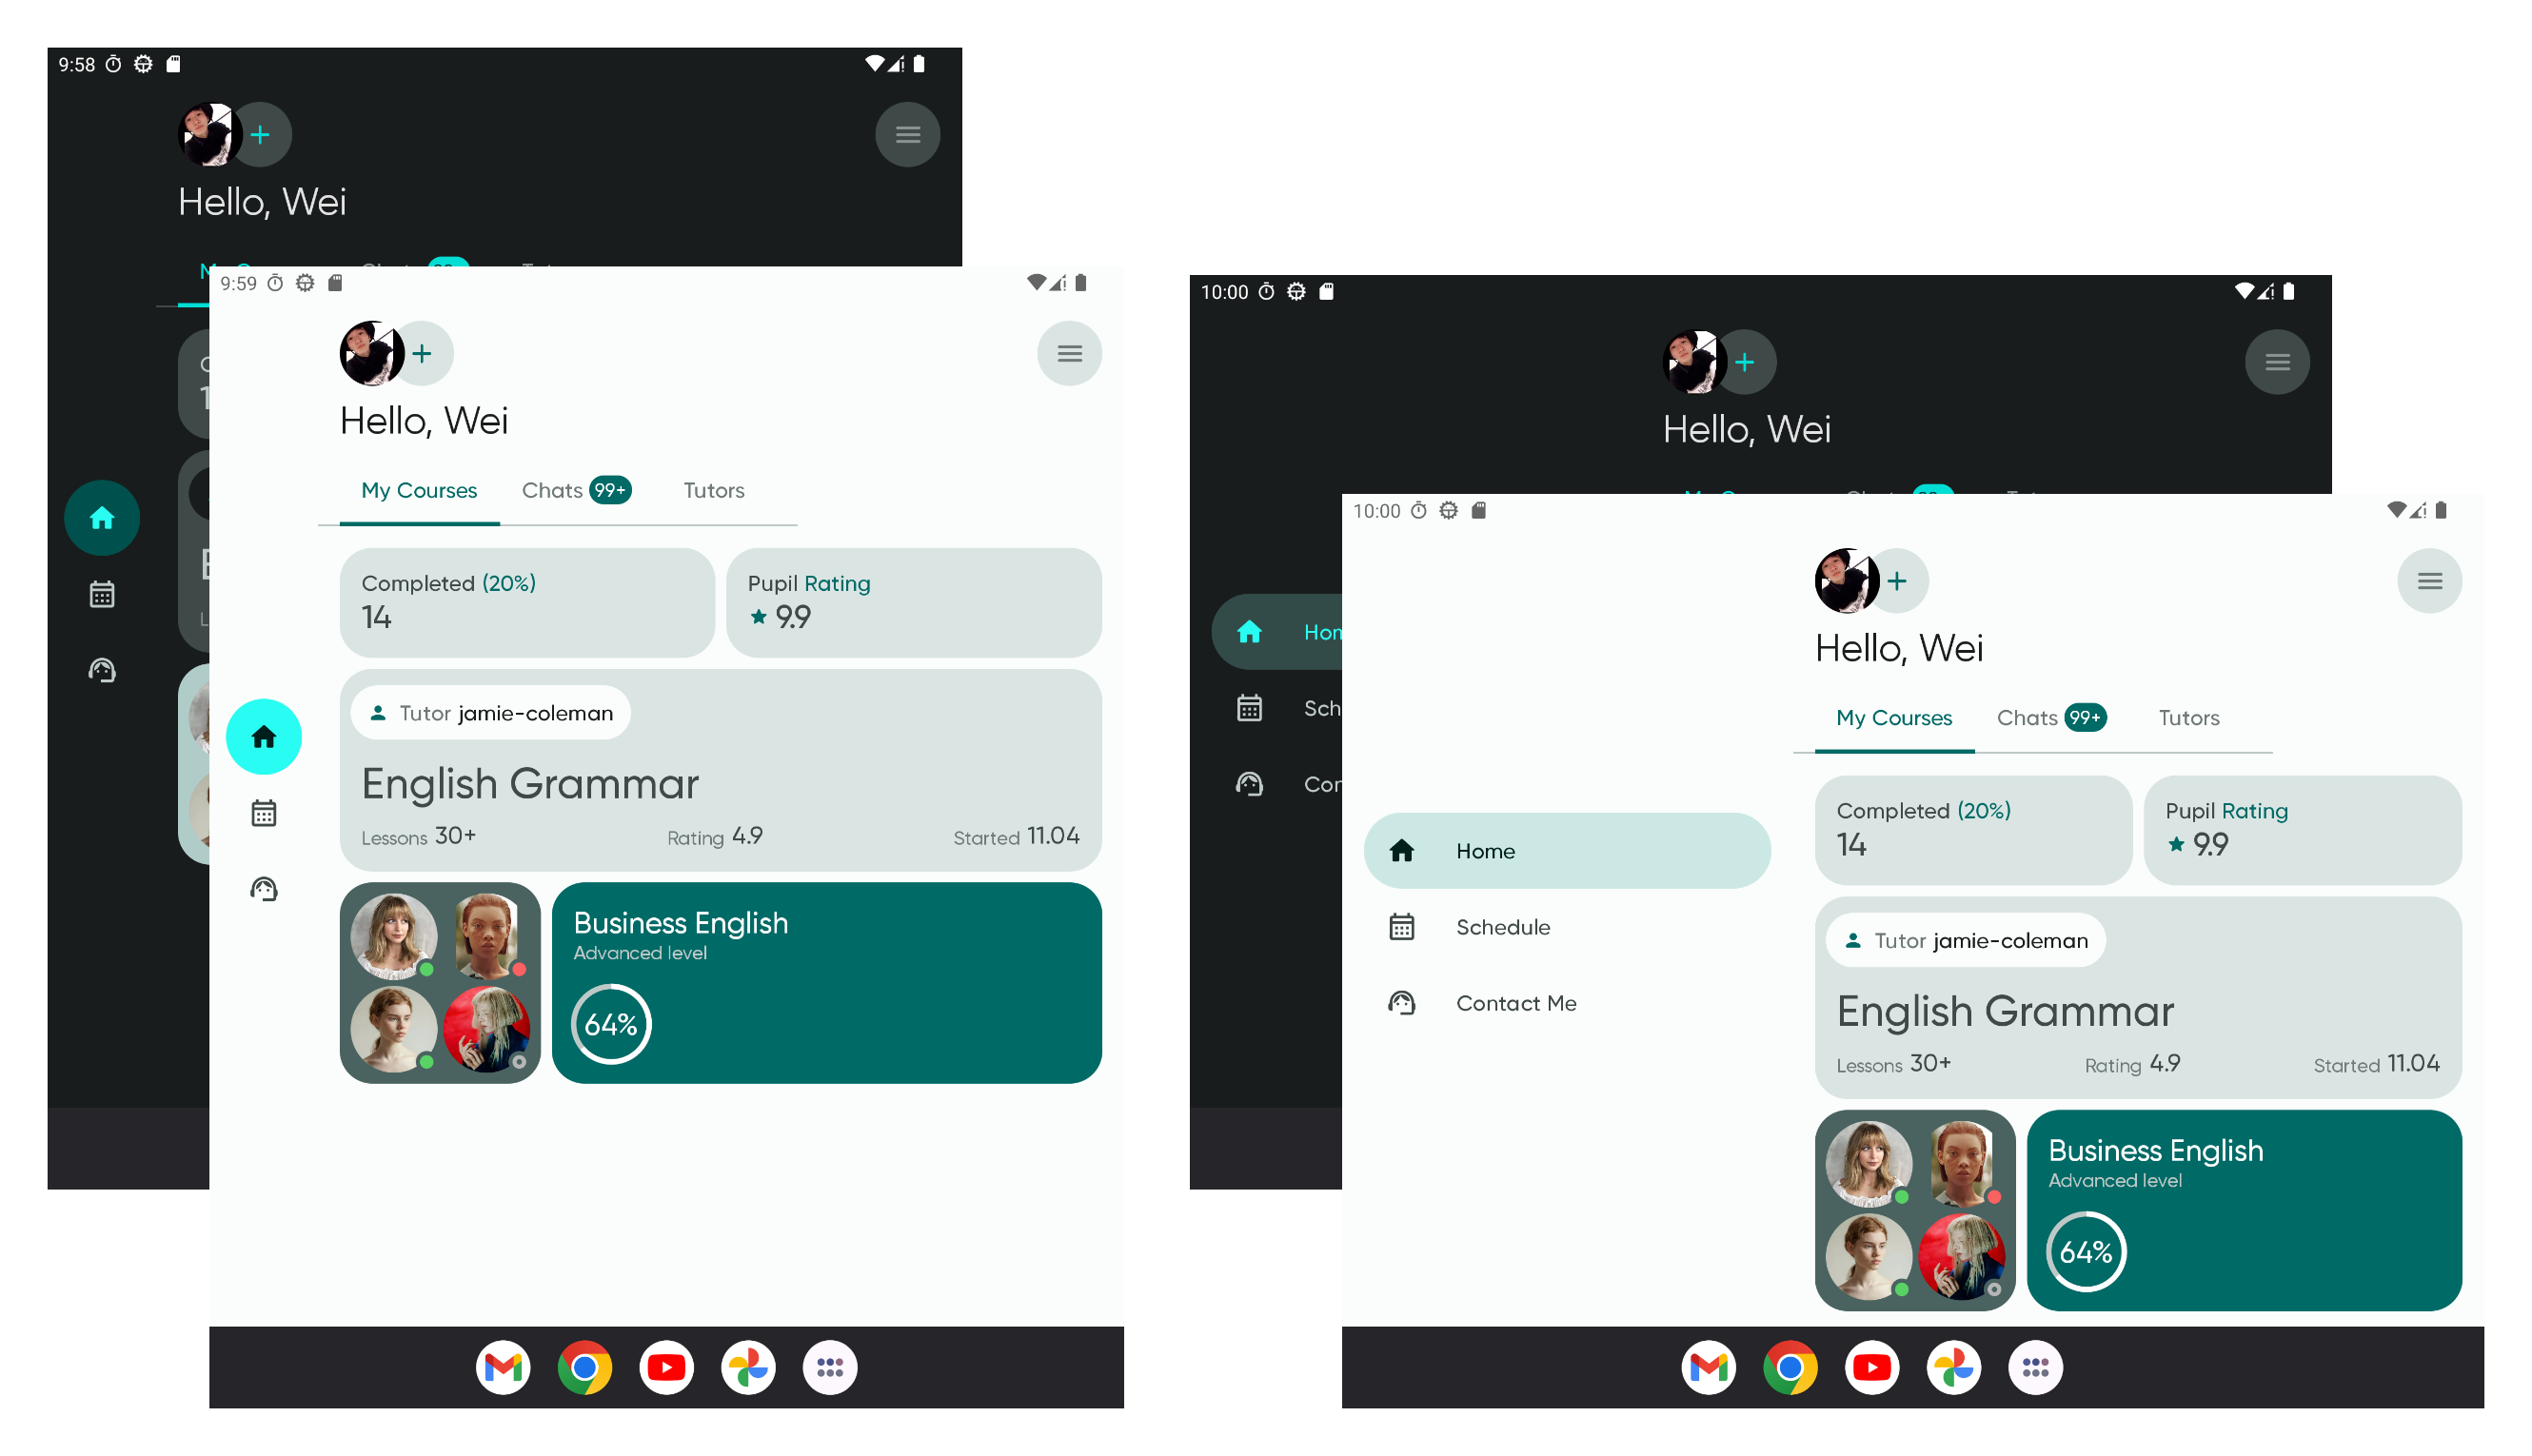 9:58
Hello, Wei
9:59
Hello, Wei
My Courses Chats 99+ Tutors
Completed (20%)
14
Pupil Rating
9.9
Tutor jamie-coleman
English Grammar
Lessons 30+ Rating 4.9 Started 11.04
Business English
Advanced level
64%
10:00
Hello, Wei
10:00
Hello, Wei
My Courses Chats 99+ Tutors
Home
Schedule
Contact Me
Completed (20%)
14
Pupil Rating
9.9
Tutor jamie-coleman
English Grammar
Lessons 30+ Rating 4.9 Started 11.04
Business English
Advanced level
64%